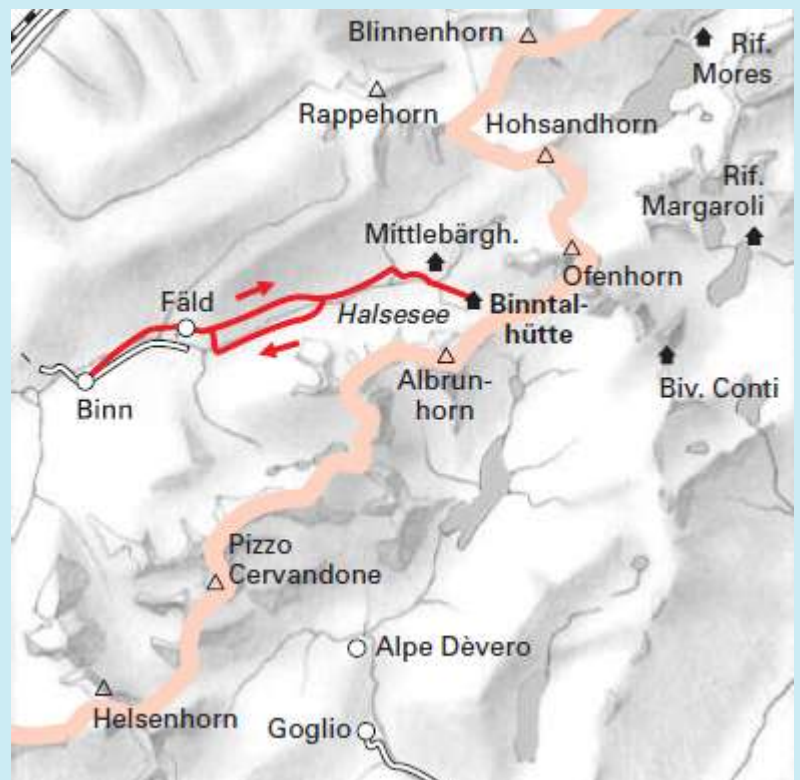 Blinnenhorn
Rif.
Mores
Rappehorn
Hohsandhorn
Rif.
Margaroli
Mittlebärgh.
Ofenhorn
Fäld
Halsesee
Binntal-
hütte
Binn
Albrun-
horn
Biv. Conti
Pizzo
Cervandone
Alpe Dèvero
Helsenhorn
Goglio